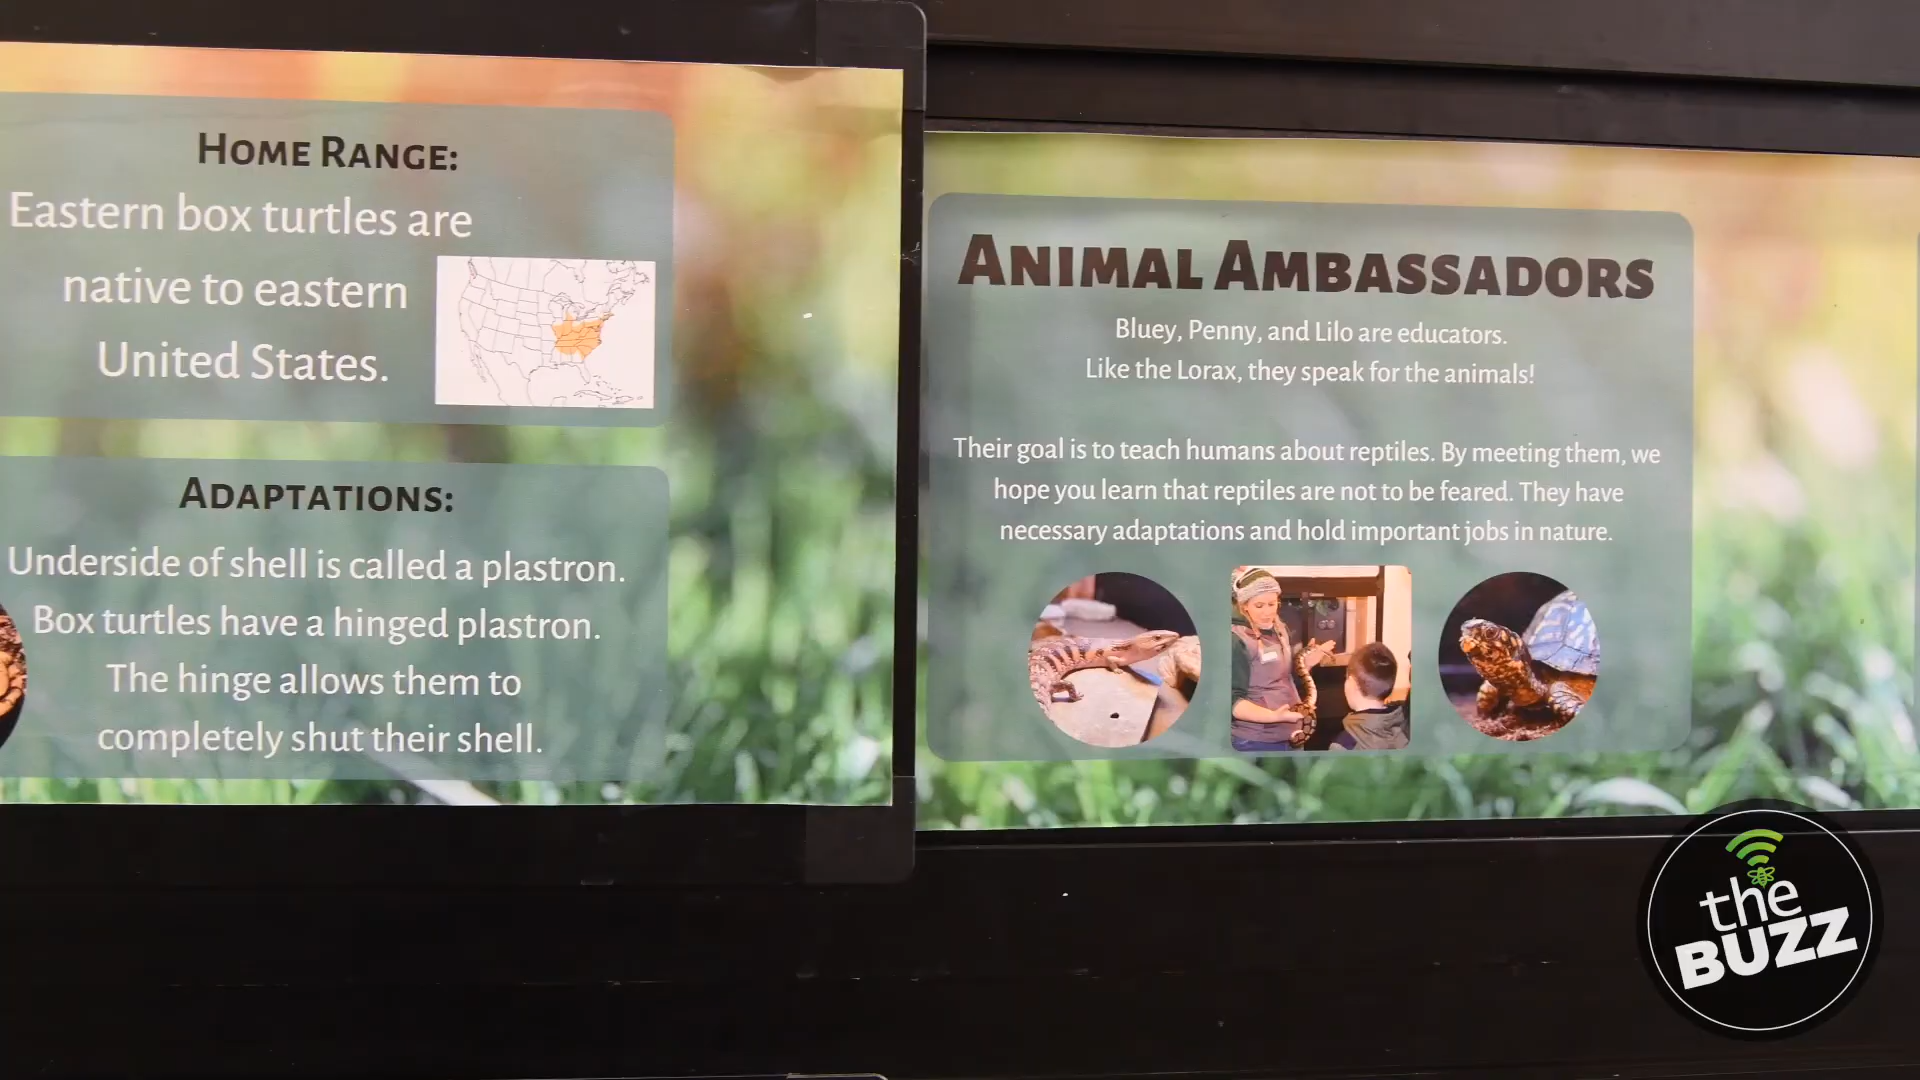 HOME RANGE:
Eastern box turtles are
native to eastern
United States.
ADAPTATIONS:
Underside of shell is called a plastron.
Box turtles have a hinged plastron.
The hinge allows them to
completely shut their shell.
ANIMAL AMBASSADORS
Bluey, Penny, and Lilo are educators.
Like the Lorax, they speak for the animals!
Their goal is to teach humans about reptiles. By meeting them, we
hope you learn that reptiles are not to be feared. They have
necessary adaptations and hold important jobs in nature.
the
BUZZ